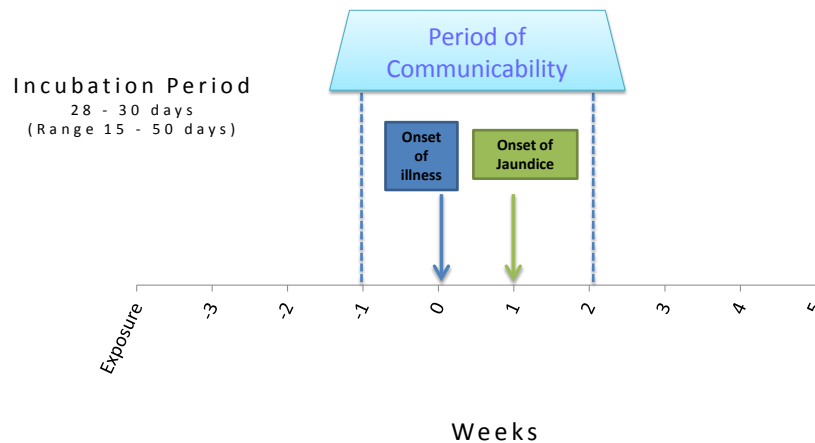 Period of
Communicability
Incubation Period
28 - 30 days
(Range 15 - 50 days)
Onset
of
illness
Onset of
Jaundice
Exposure
-3
-2
-1
0
1
2
3
4
5
Weeks